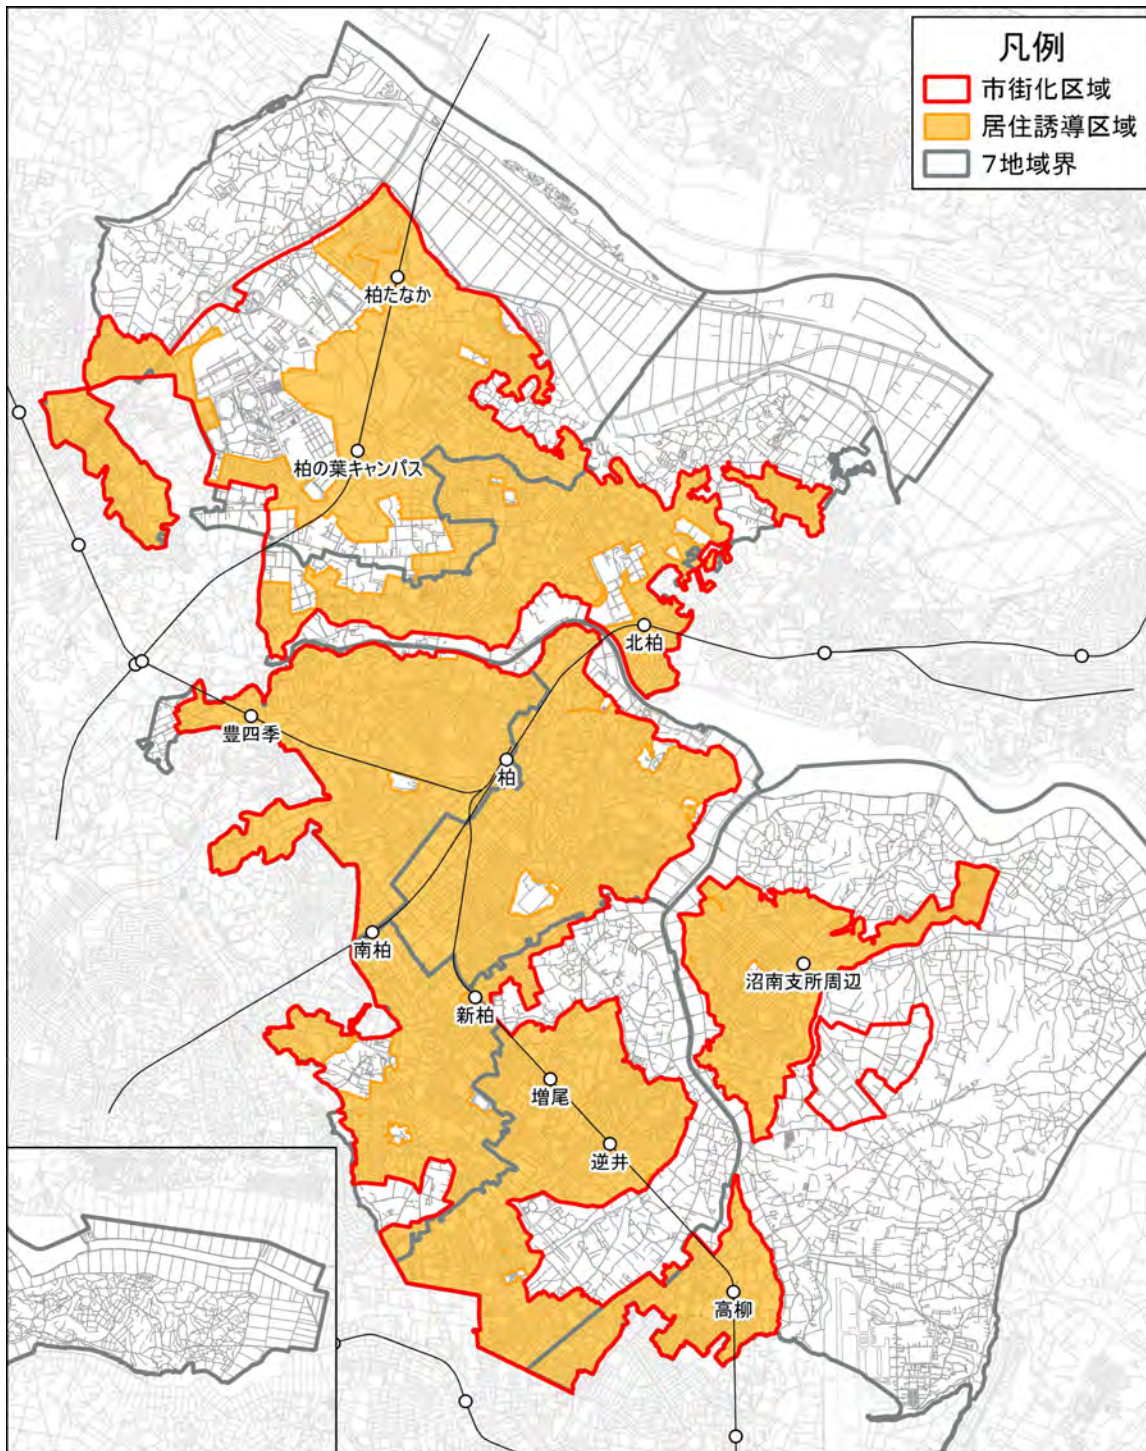 凡例
市街化区域
居住誘導区域
7地域界
柏たなか
柏の葉キャンパス
北柏
豊四季
柏
南柏
沼南支所周辺
新柏
増尾
逆井
高柳